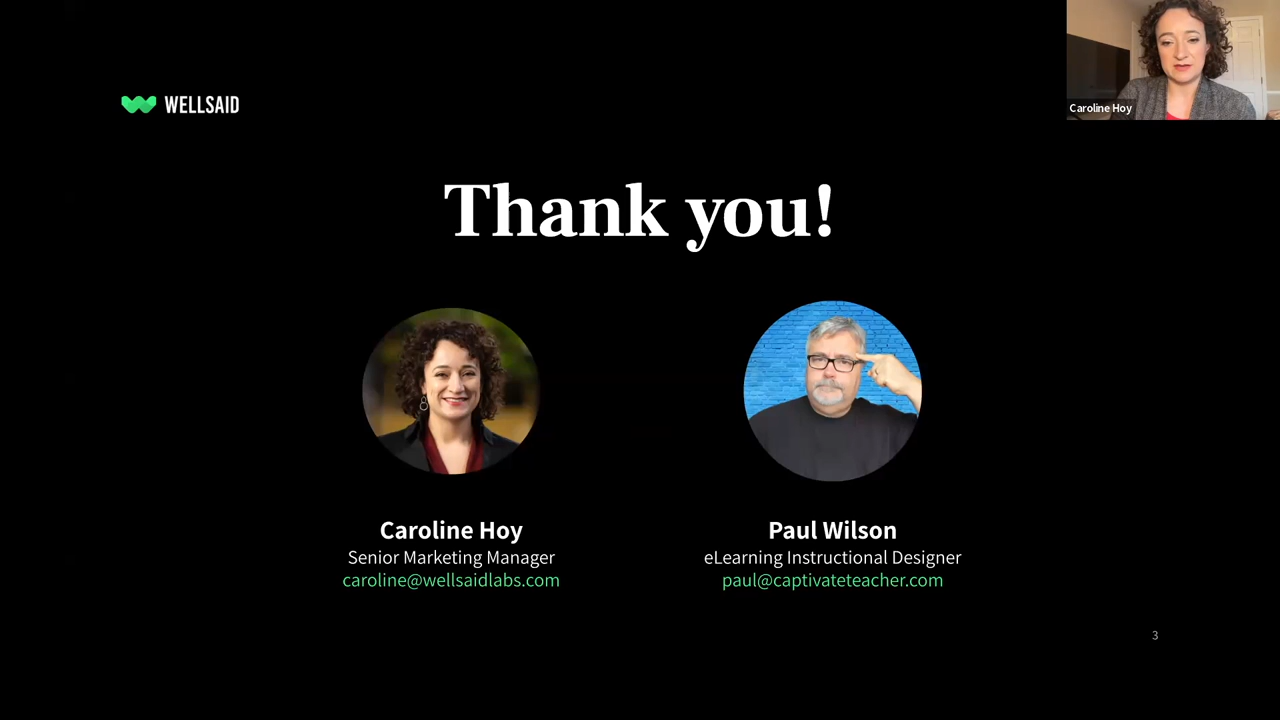 Caroline Hoy
WELLSAID
Thank you!
Caroline Hoy
Senior Marketing Manager
caroline@wellsaidlabs.com
Paul Wilson
eLearning Instructional Designer
paul@captivateteacher.com
3